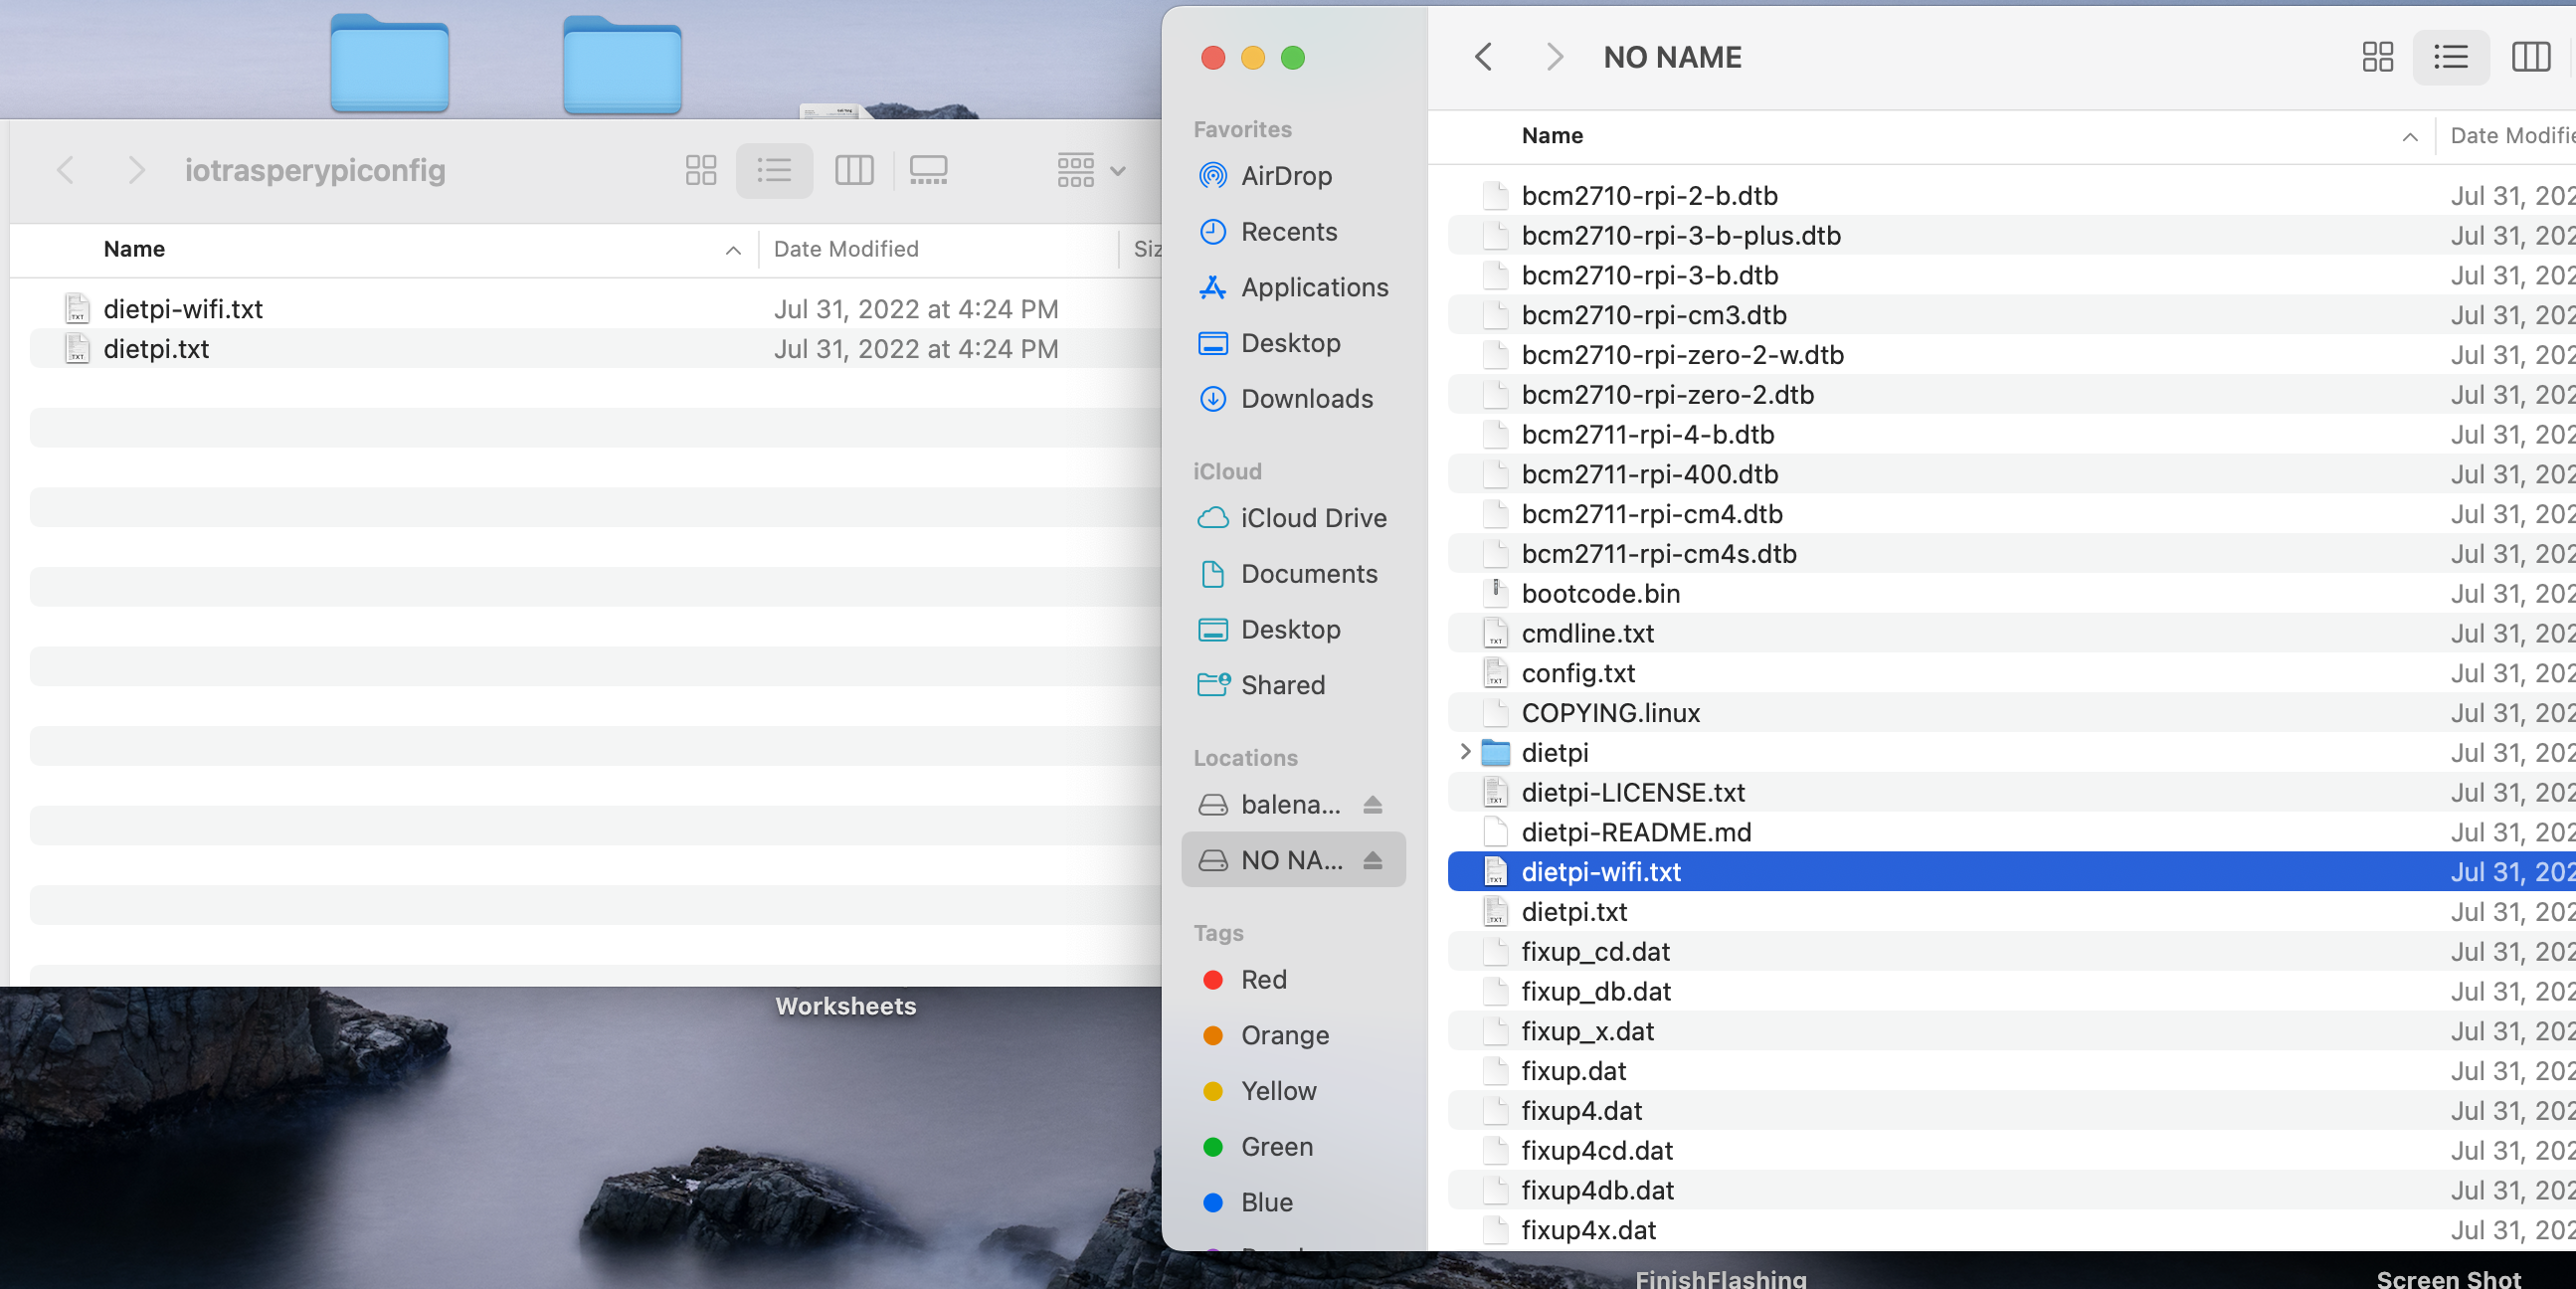 iotrasperypiconfig
Name
Date Modified
dietpi-wifi.txt
Jul 31, 2022 at 4:24 PM
dietpi.txt
Jul 31, 2022 at 4:24 PM
Worksheets
Favorites
AirDrop
Recents
Applications
Desktop
Downloads
iCloud
iCloud Drive
Documents
Desktop
Shared
Locations
balena...
NO NA...
Tags
Red
Orange
Yellow
Green
Blue
NO NAME
Name
Date Modifie
bcm2710-rpi-2-b.dtb Jul 31, 202
bcm2710-rpi-3-b-plus.dtb Jul 31, 202
bcm2710-rpi-3-b.dtb Jul 31, 202
bcm2710-rpi-cm3.dtb Jul 31, 202
bcm2710-rpi-zero-2-w.dtb Jul 31, 202
bcm2710-rpi-zero-2.dtb Jul 31, 202
bcm2711-rpi-4-b.dtb Jul 31, 202
bcm2711-rpi-400.dtb Jul 31, 202
bcm2711-rpi-cm4.dtb Jul 31, 202
bcm2711-rpi-cm4s.dtb Jul 31, 202
bootcode.bin Jul 31, 202
cmdline.txt Jul 31, 202
config.txt Jul 31, 202
COPYING.linux Jul 31, 202
dietpi Jul 31, 202
dietpi-LICENSE.txt Jul 31, 202
dietpi-README.md Jul 31, 202
dietpi-wifi.txt Jul 31, 202
dietpi.txt Jul 31, 202
fixup_cd.dat Jul 31, 202
fixup_db.dat Jul 31, 202
fixup_x.dat Jul 31, 202
fixup.dat Jul 31, 202
fixup4.dat Jul 31, 202
fixup4cd.dat Jul 31, 202
fixup4db.dat Jul 31, 202
fixup4x.dat Jul 31, 202
FinishFlashing
Screen Shot